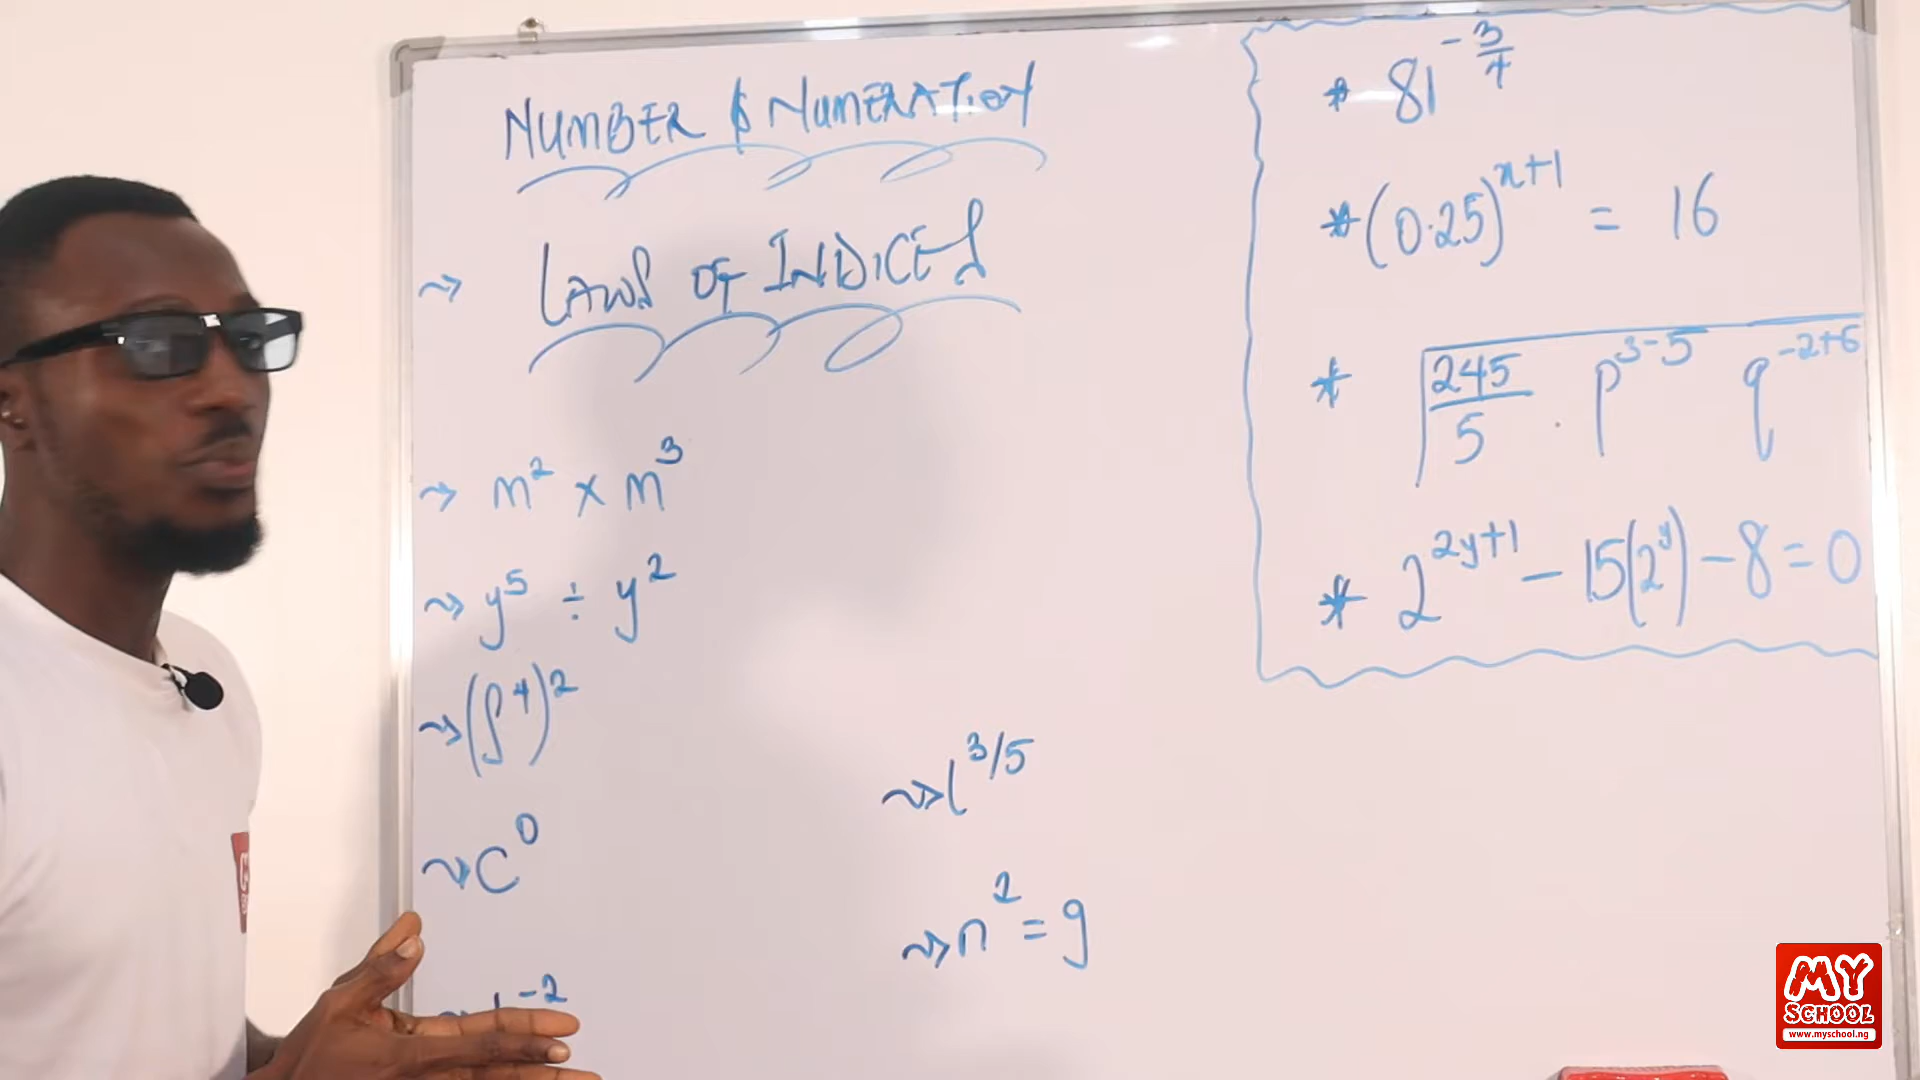 NUMBER & NUMERATION
⇝ LAWS OF INDICES
⇝ m² × m³
⇝ y⁵ ÷ y²
⇝ (p⁴)²
⇝ c⁰
⁻²
⇝ l^3/5
⇝ n² = 9
* 81^-3/4
* (0.25)^x+1 = 16
* √245/5 · p^3-5 q^-2+6
* 2^2y+1 - 15(2^y) - 8 = 0
MY
SCHOOL
www.myschool.ng